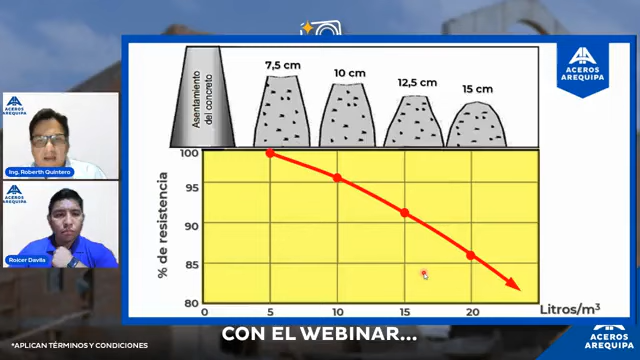 ACEROS
AREQUIPA
Ing. Roberth Quintero
ACEROS
AREQUIPA
Roicer Davila
Asentamiento
del concreto
7,5 cm
10 cm
12,5 cm
15 cm
ACEROS
AREQUIPA
% de resistencia
100
95
90
85
80
0
5
10
15
20
Litros/m³
CON EL WEBINAR...
*APLICAN TÉRMINOS Y CONDICIONES
ACEROS
AREQUIPA